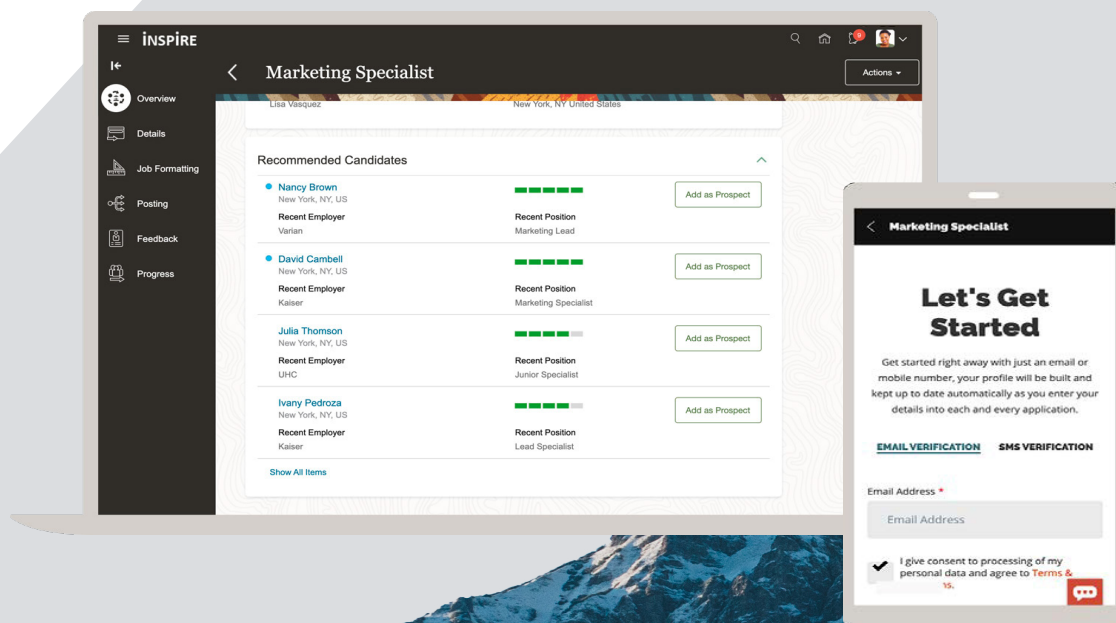 iNSPiRE
9
Marketing Specialist
Actions
Overview
Details
Job Formatting
Posting
Feedback
Progress
Lisa Vasquez
New York, NY United States
Recommended Candidates
Nancy Brown
New York, NY, US
Add as Prospect
Recent Employer
Recent Position
Varian
Marketing Lead
David Cambell
New York, NY, US
Add as Prospect
Recent Employer
Recent Position
Kaiser
Marketing Specialist
Julia Thomson
New York, NY, US
Add as Prospect
Recent Employer
Recent Position
UHC
Junior Specialist
Ivany Pedroza
New York, NY, US
Add as Prospect
Recent Employer
Recent Position
Kaiser
Lead Specialist
Show All Items
Marketing Specialist
Let's Get
Started
Get started right away with just an email or
mobile number, your profile will be built and
kept up to date automatically as you enter your
details into each and every application.
EMAIL VERIFICATION SMS VERIFICATION
Email Address *
Email Address
I give consent to processing of my
personal data and agree to Terms &